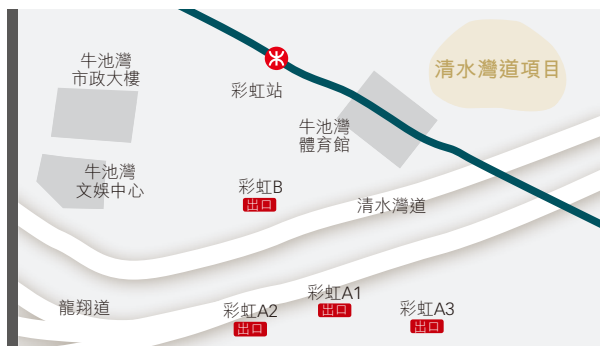 牛池灣
市政大樓
彩虹站
清水灣道項目
牛池灣
體育館
牛池灣
文娛中心
彩虹B
出口
清水灣道
龍翔道
彩虹A2
出口
彩虹A1
出口
彩虹A3
出口